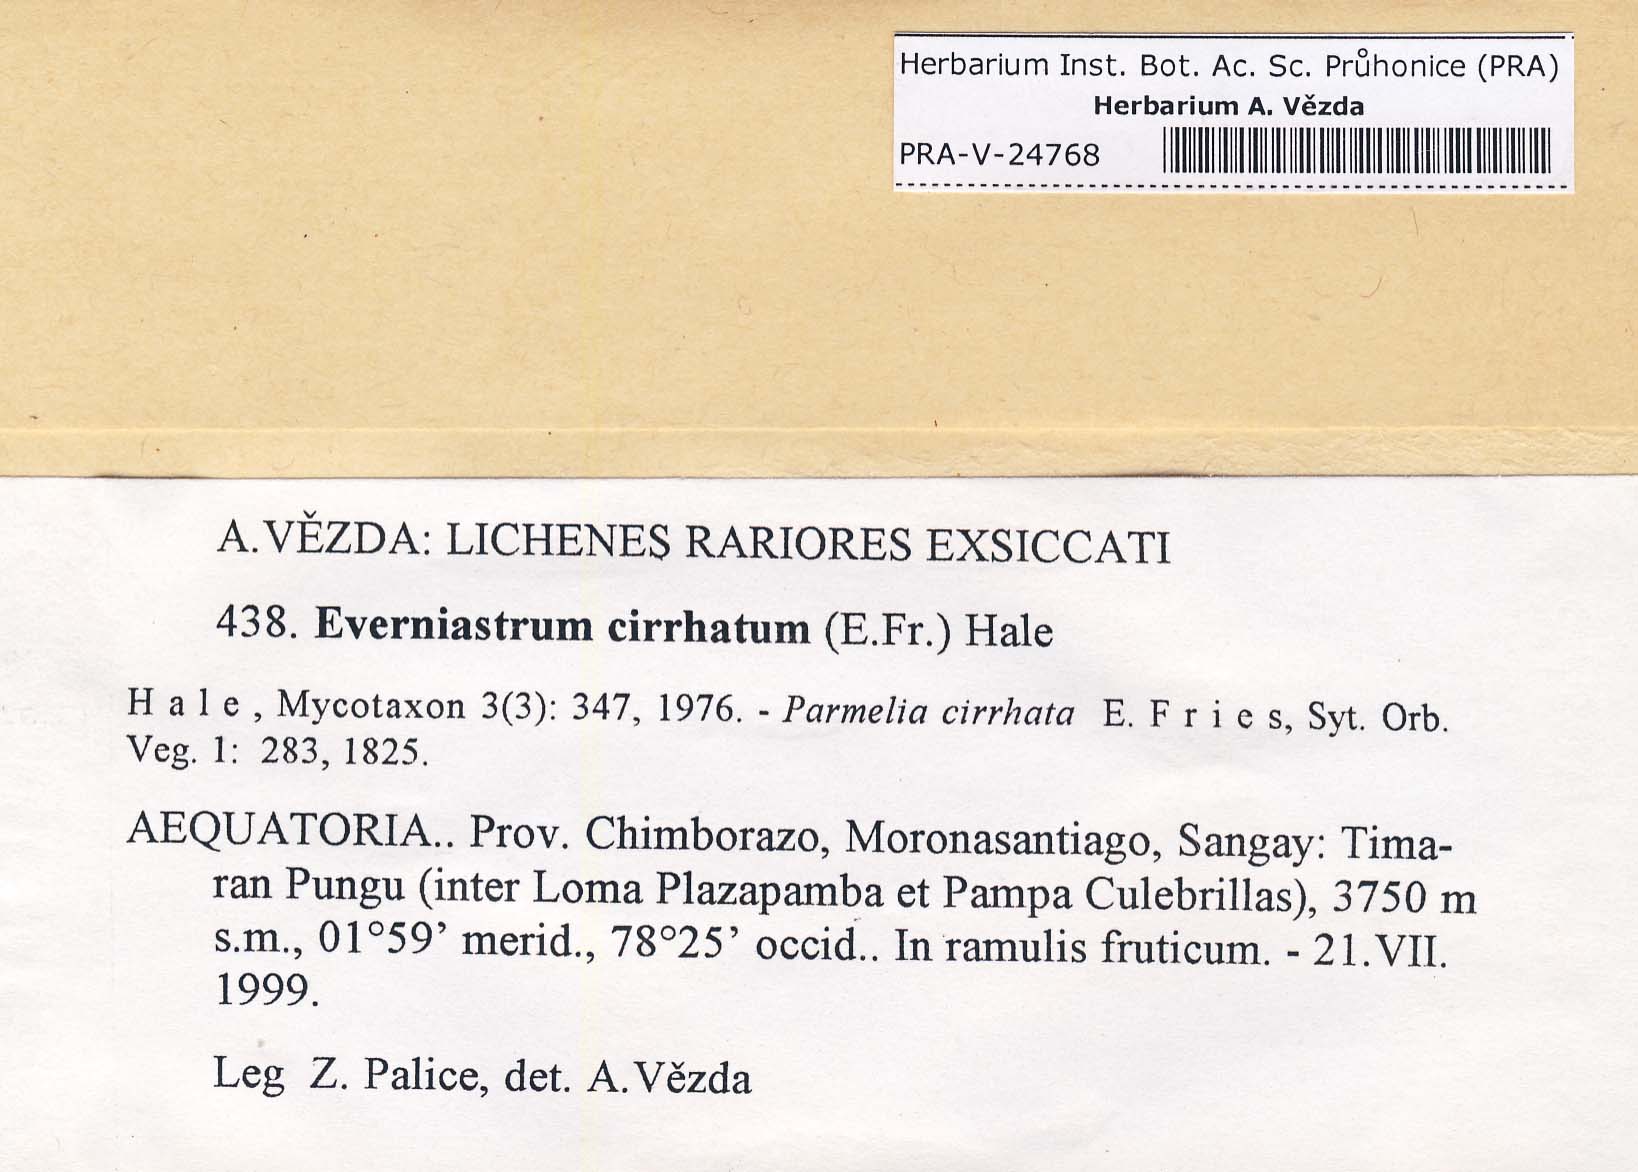 Herbarium Inst. Bot. Ac. Sc. Průhonice (PRA)
Herbarium A. Vězda
PRA-V-24768
A.VĚZDA: LICHENES RARIORES EXSICCATI
438. Everniastrum cirrhatum (E.Fr.) Hale
H a l e , Mycotaxon 3(3): 347, 1976. - Parmelia cirrhata E. F r i e s, Syt. Orb.
Veg. 1: 283, 1825.
AEQUATORIA.. Prov. Chimborazo, Moronasantiago, Sangay: Tima-
ran Pungu (inter Loma Plazapamba et Pampa Culebrillas), 3750 m
s.m., 01°59’ merid., 78°25’ occid.. In ramulis fruticum. - 21.VII.
1999.
Leg Z. Palice, det. A.Vězda